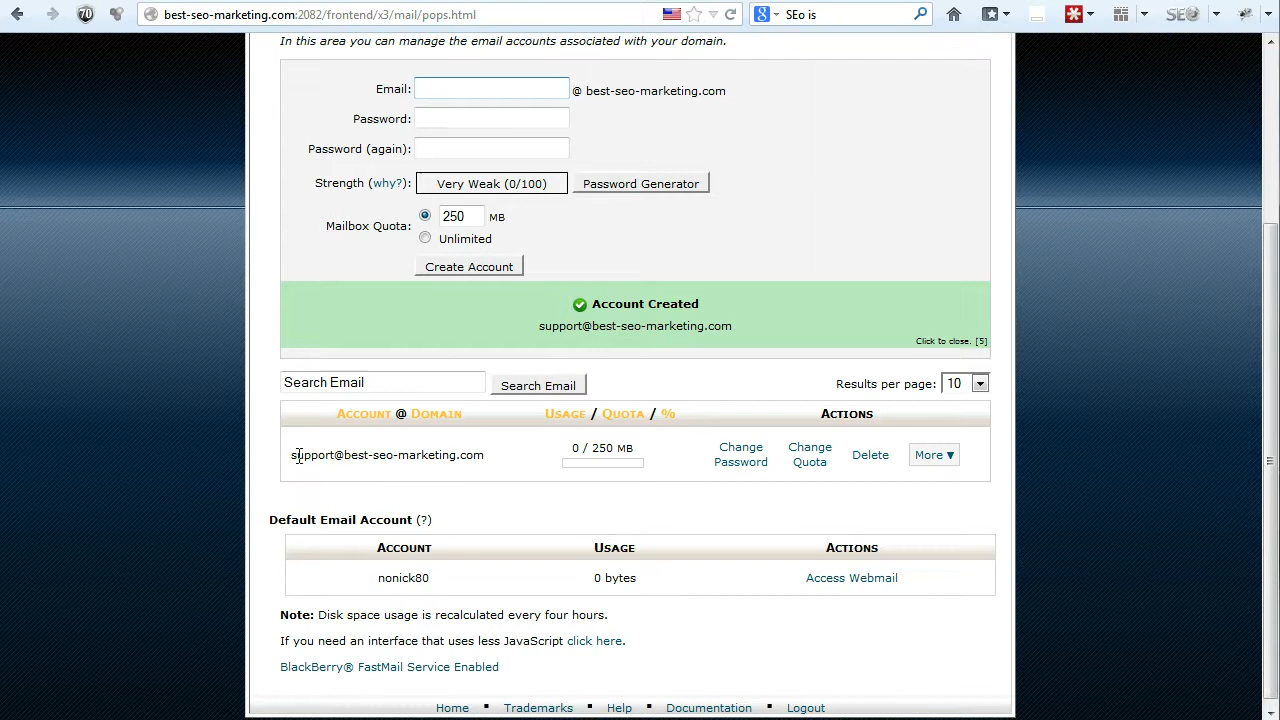 70 best-seo-marketing.com:2082/frontend/x3/mail/pops.html 8 SEo is SEO
In this area you can manage the email accounts associated with your domain.
Email: @ best-seo-marketing.com
Password:
Password (again):
Strength (why?): Very Weak (0/100) Password Generator
Mailbox Quota: 250 MB
Unlimited
Create Account
Account Created
support@best-seo-marketing.com
Click to close. [5]
Search Email Search Email Results per page: 10
ACCOUNT @ DOMAIN USAGE / QUOTA / % ACTIONS
support@best-seo-marketing.com 0 / 250 MB Change Password Change Quota Delete More ▼
Default Email Account (?)
ACCOUNT USAGE ACTIONS
nonick80 0 bytes Access Webmail
Note: Disk space usage is recalculated every four hours.
If you need an interface that uses less JavaScript click here.
BlackBerry® FastMail Service Enabled
Home ▪ Trademarks ▪ Help ▪ Documentation ▪ Logout